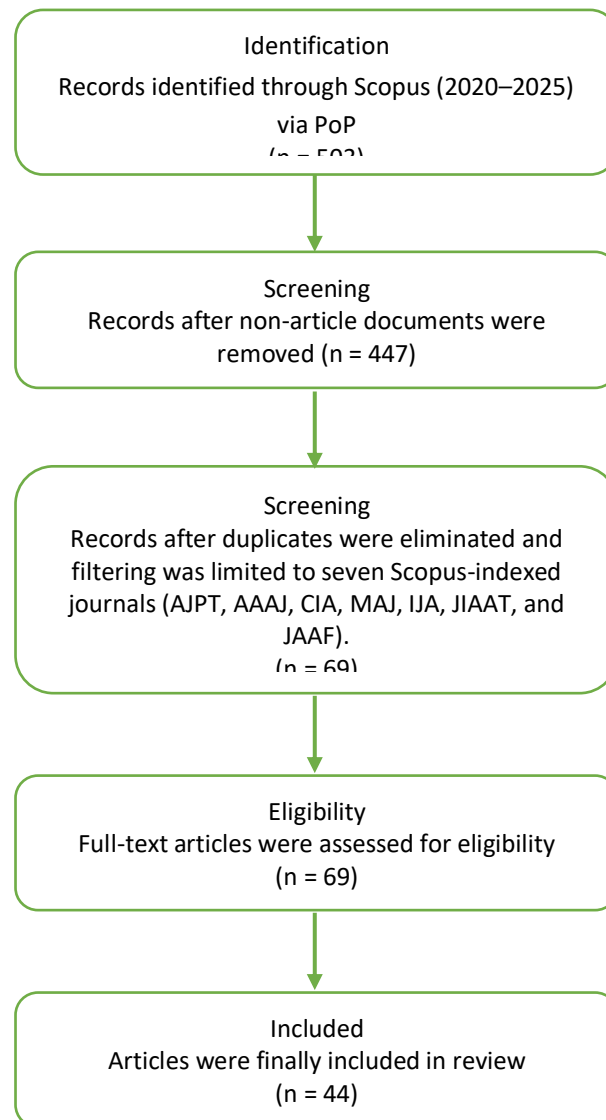 Identification
Records identified through Scopus (2020–2025)
via PoP
(n = 503)
Screening
Records after non-article documents were
removed (n = 447)
Screening
Records after duplicates were eliminated and
filtering was limited to seven Scopus-indexed
journals (AJPT, AAAJ, CIA, MAJ, IJA, JIAAT, and
JAAF).
(n = 69)
Eligibility
Full-text articles were assessed for eligibility
(n = 69)
Included
Articles were finally included in review
(n = 44)